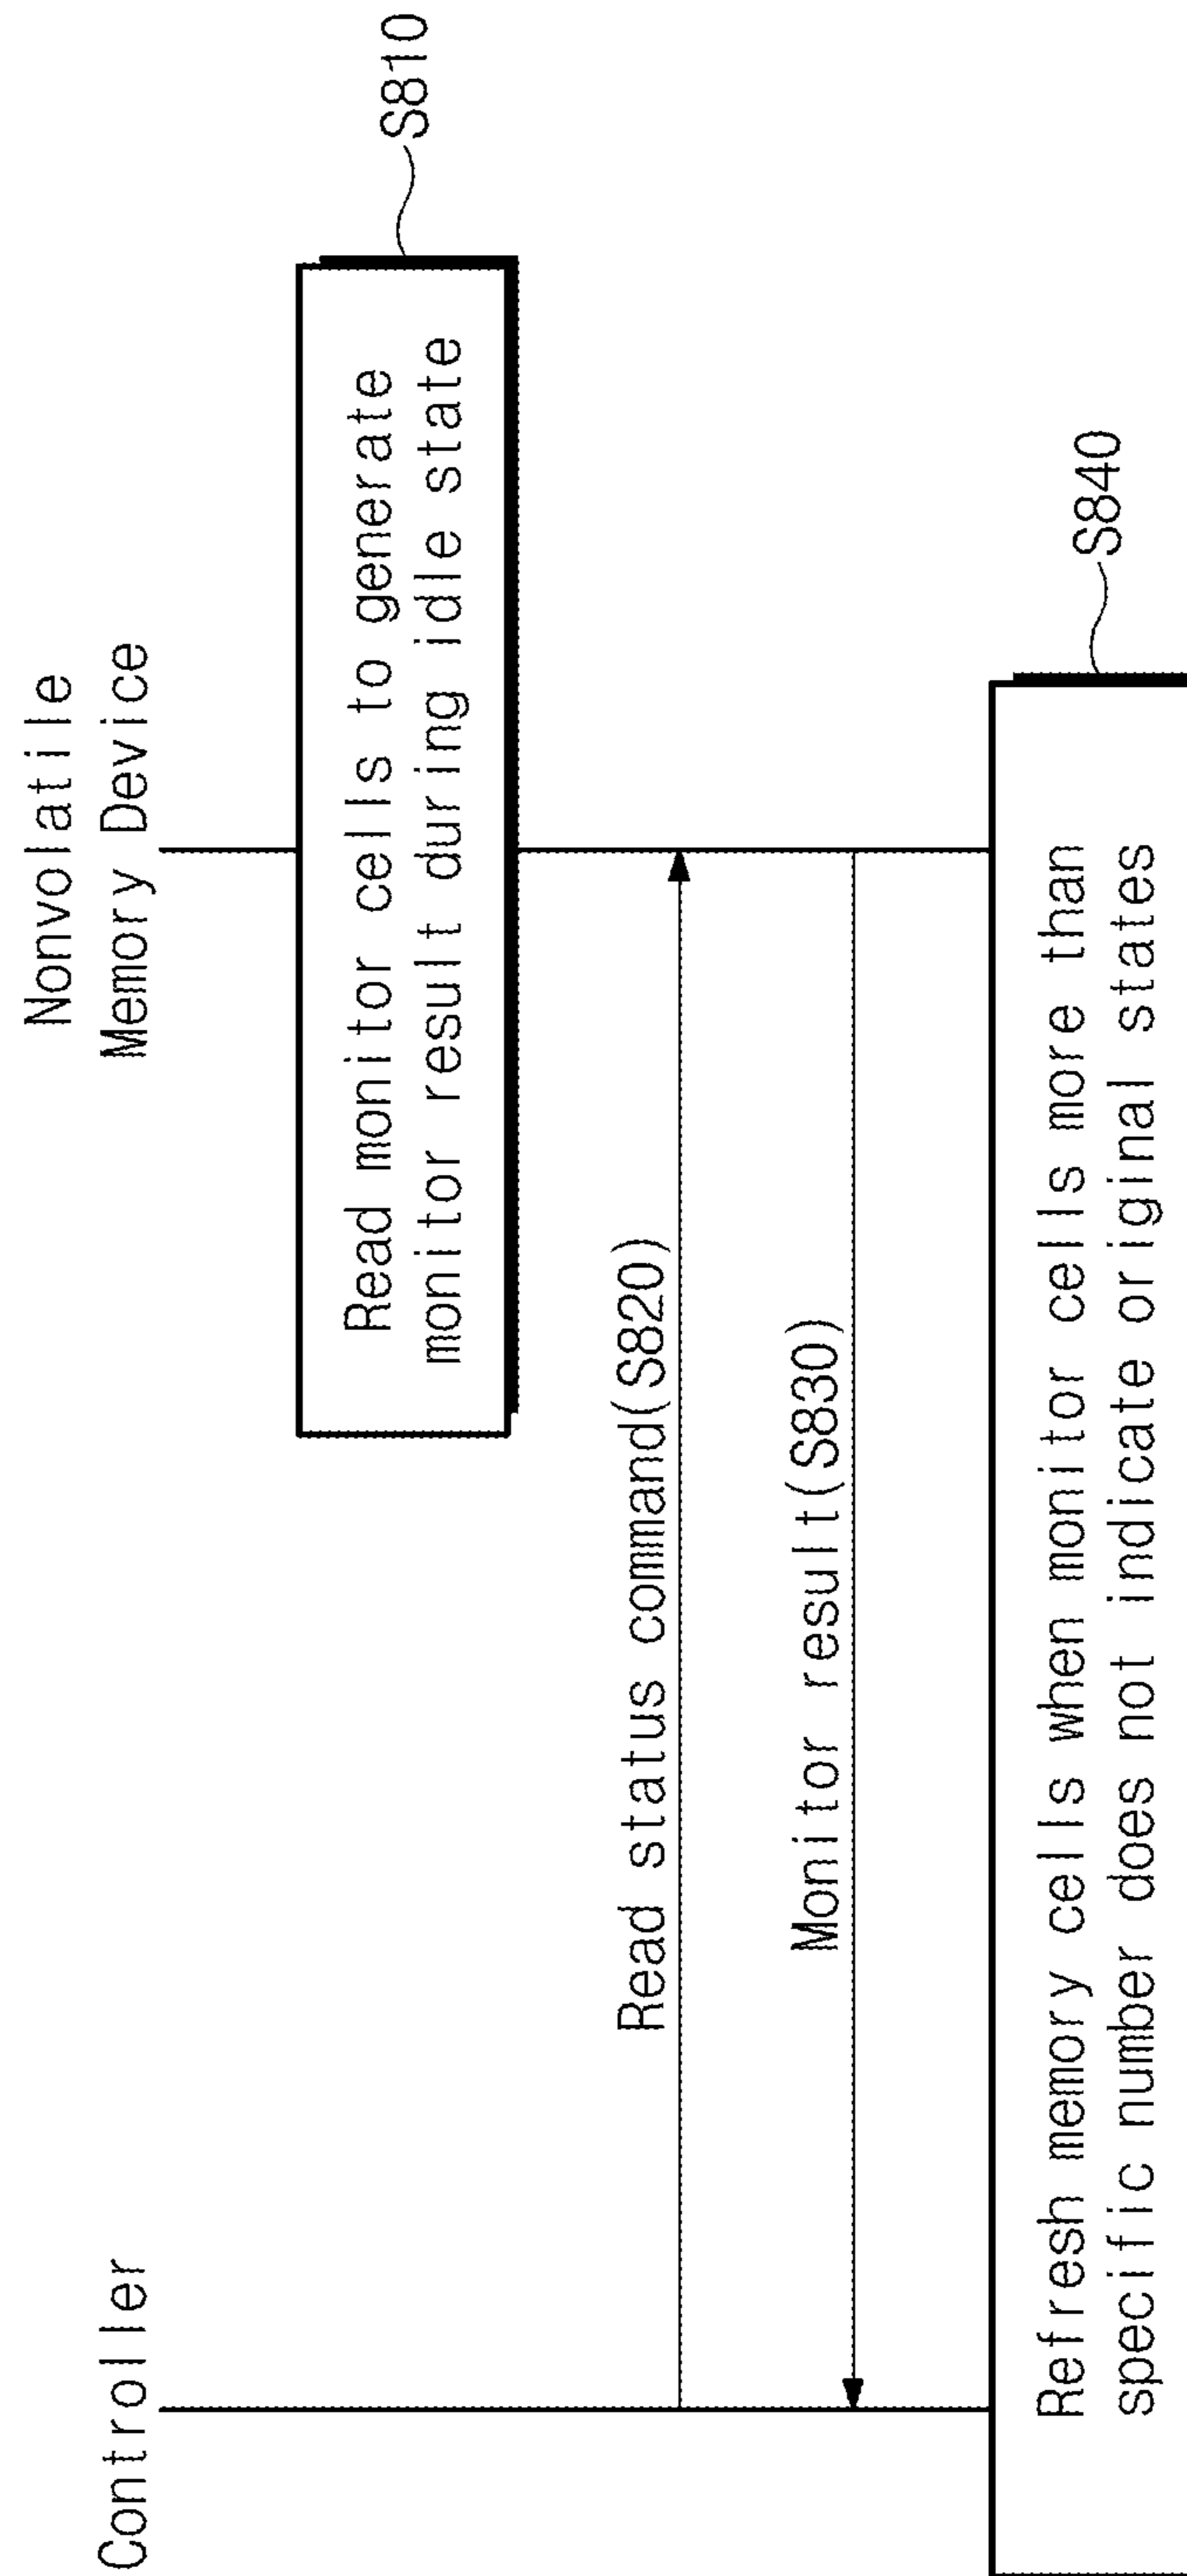 Controller
Nonvolatile
Memory Device
Read monitor cells to generate
monitor result during idle state
S810
Read status command(S820)
Monitor result(S830)
Refresh memory cells when monitor cells more than
specific number does not indicate original states
S840